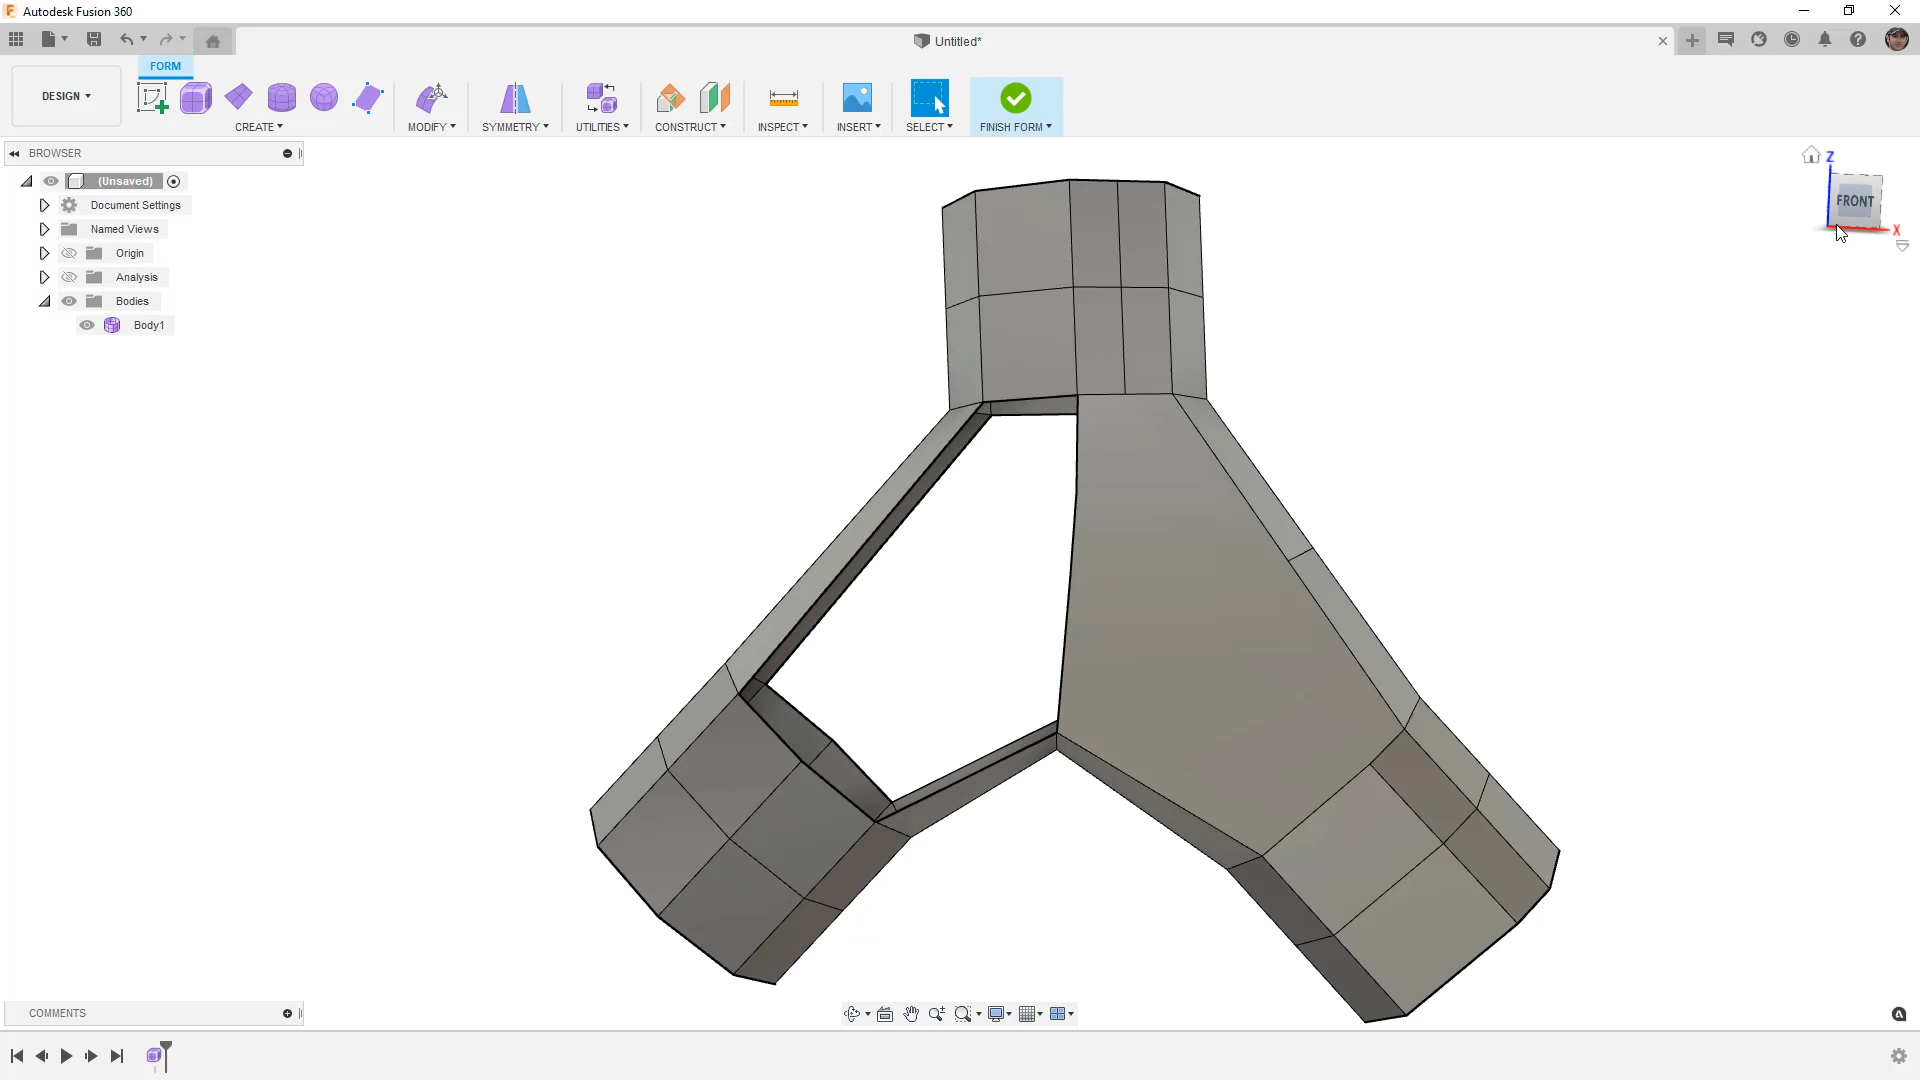 Autodesk Fusion 360
Untitled*
FORM
DESIGN
CREATE
MODIFY
SYMMETRY
UTILITIES
CONSTRUCT
INSPECT
INSERT
SELECT
FINISH FORM
BROWSER
(Unsaved)
Document Settings
Named Views
Origin
Analysis
Bodies
Body1
Z
FRONT
X
COMMENTS